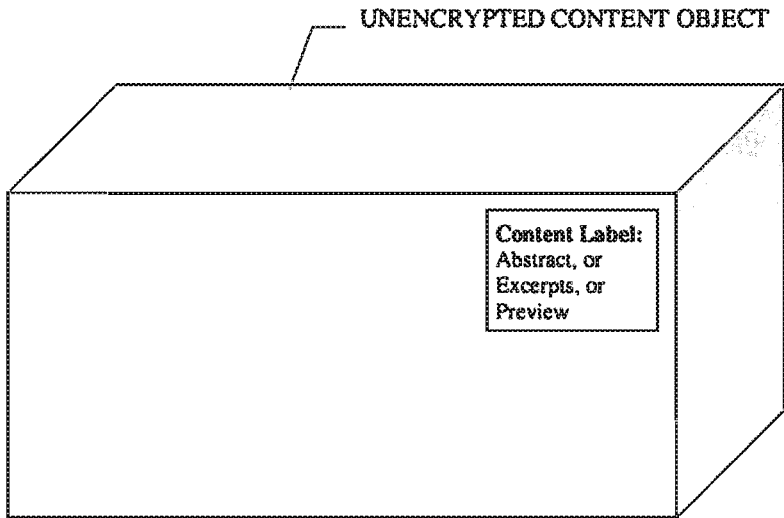 UNENCRYPTED CONTENT OBJECT
Content Label:
Abstract, or
Excerpts, or
Preview